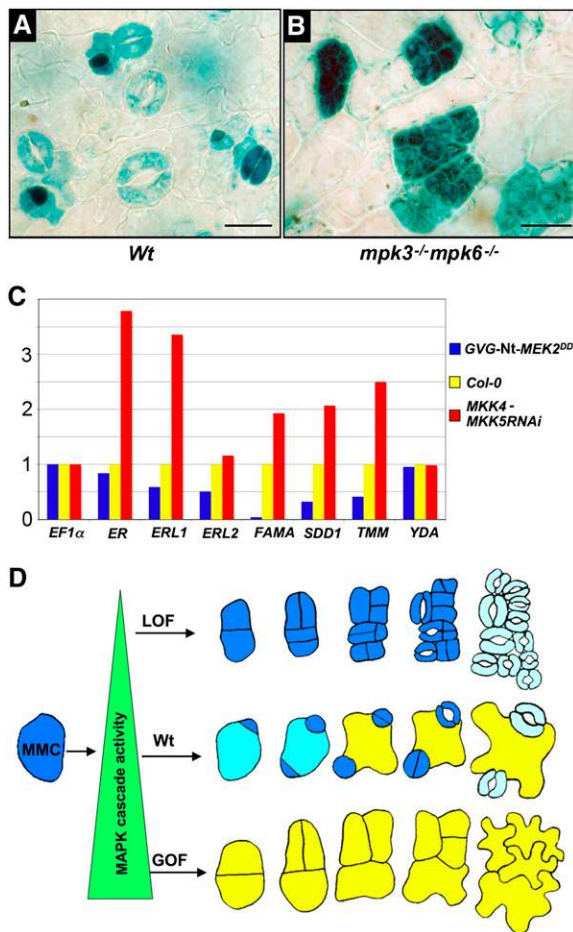 A
B
Wt
mpk3-/-mpk6-/-
C
3
2
1
0
EF1α ER ERL1 ERL2 FAMA SDD1 TMM YDA
GVG-Nt-MEK2DD
Col-0
MKK4 -
MKK5RNAi
D
LOF
MMC
MAPK cascade activity
Wt
GOF